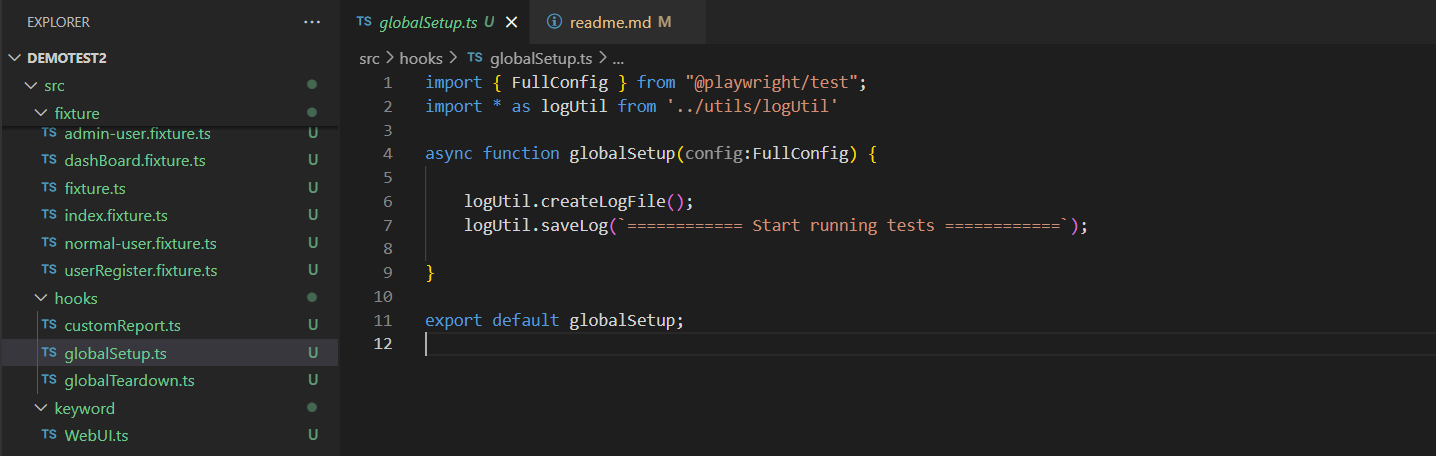 EXPLORER ...
DEMOTEST2
src
fixture
TS admin-user.fixture.ts U
TS dashBoard.fixture.ts U
TS fixture.ts U
TS index.fixture.ts U
TS normal-user.fixture.ts U
TS userRegister.fixture.ts U
hooks
TS customReport.ts U
TS globalSetup.ts U
TS globalTeardown.ts U
keyword
TS WebUI.ts U
TS globalSetup.ts U × readme.md M
src > hooks > TS globalSetup.ts > ...
1 import { FullConfig } from "@playwright/test";
2 import * as logUtil from '../utils/logUtil'
3
4 async function globalSetup(config:FullConfig) {
5
6 logUtil.createLogFile();
7 logUtil.saveLog(`============ Start running tests ============`);
8
9 }
10
11 export default globalSetup;
12